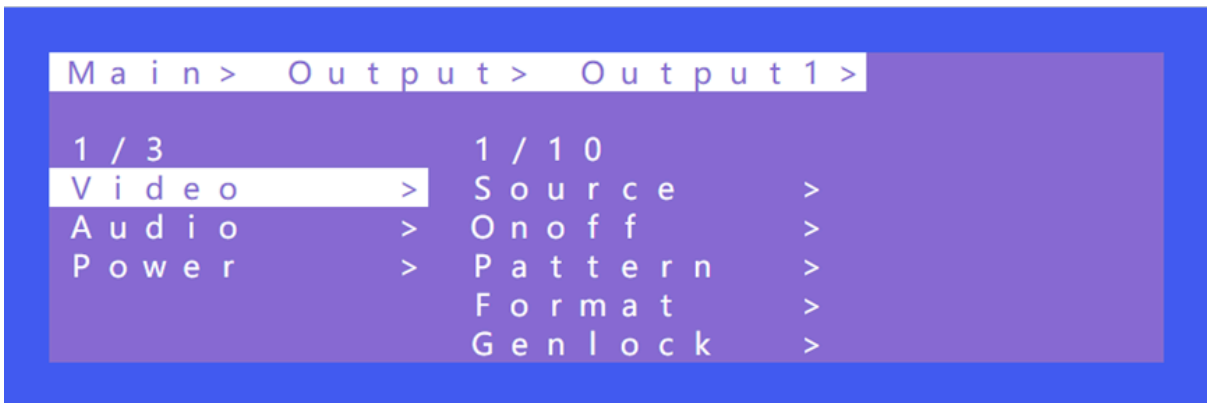 Main> Output> Output1>
1/3 1/10
Video > Source >
Audio > Onoff >
Power > Pattern >
Format >
Genlock >